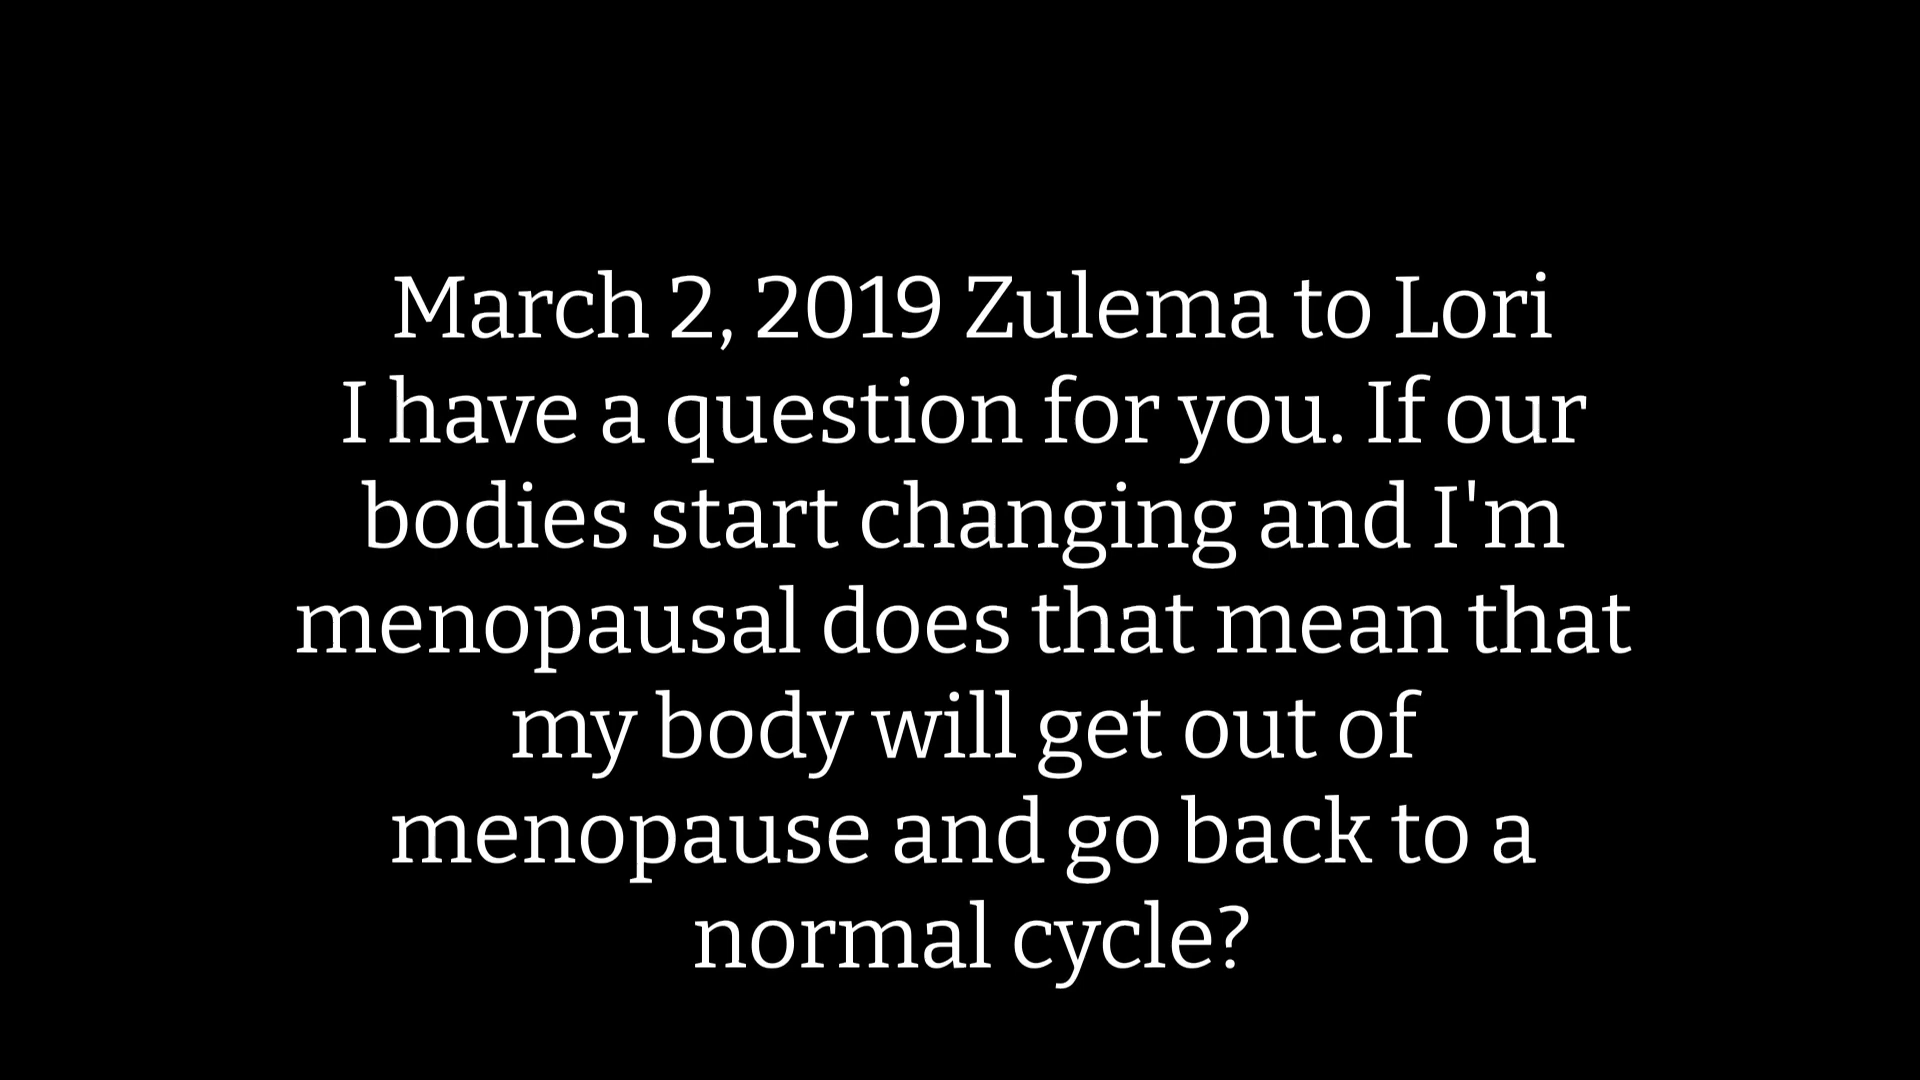 March 2, 2019 Zulema to Lori
I have a question for you. If our
bodies start changing and I'm
menopausal does that mean that
my body will get out of
menopause and go back to a
normal cycle?